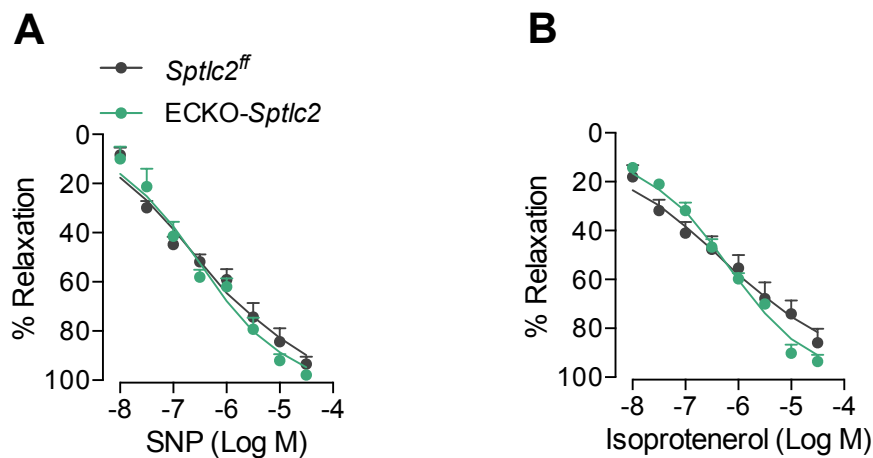 A
B
Sptlc2ff
ECKO-Sptlc2
% Relaxation
0
20
40
60
80
100
-8 -7 -6 -5 -4
SNP (Log M)
% Relaxation
0
20
40
60
80
100
-8 -7 -6 -5 -4
Isoprotenerol (Log M)